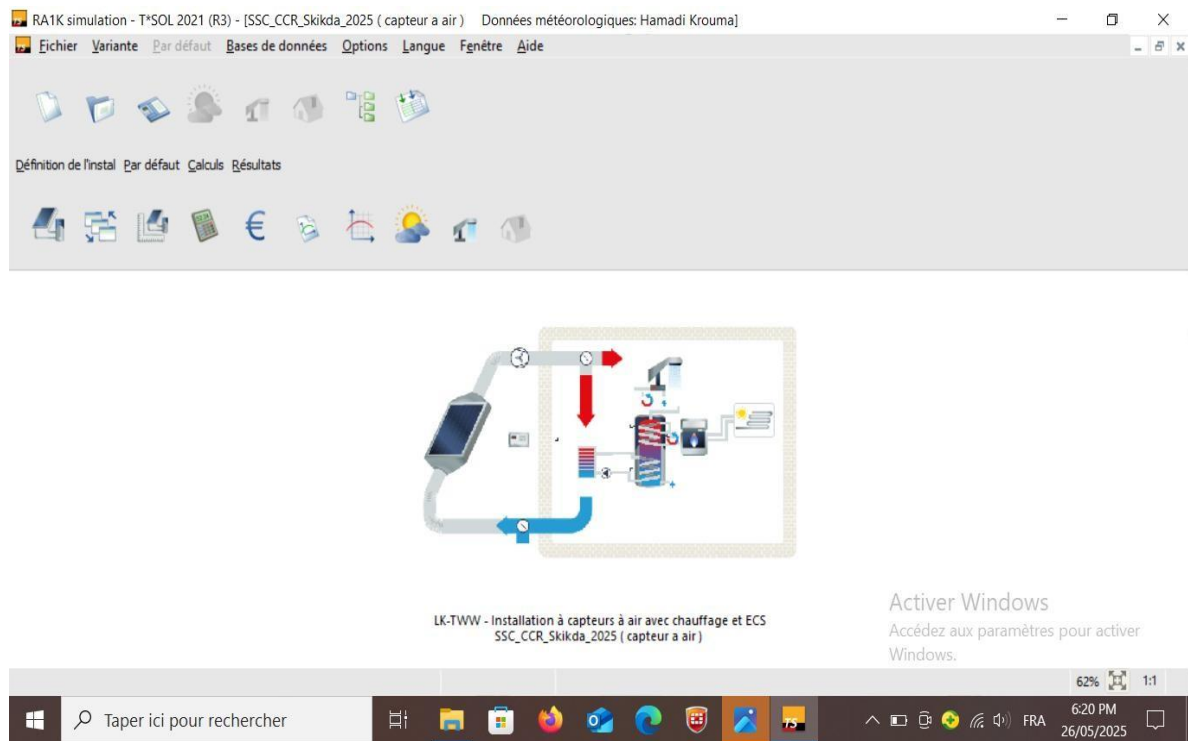 RA1K simulation - T*SOL 2021 (R3) - [SSC_CCR_Skikda_2025 ( capteur a air ) Données météorologiques: Hamadi Krouma]
Fichier Variante Par défaut Bases de données Options Langue Fenêtre Aide
Définition de l'instal Par défaut Calculs Résultats
LK-TWW - Installation à capteurs à air avec chauffage et ECS
SSC_CCR_Skikda_2025 ( capteur a air )
Activer Windows
Accédez aux paramètres pour activer
Windows.
62% 1:1
Taper ici pour rechercher
TS
FRA
6:20 PM
26/05/2025